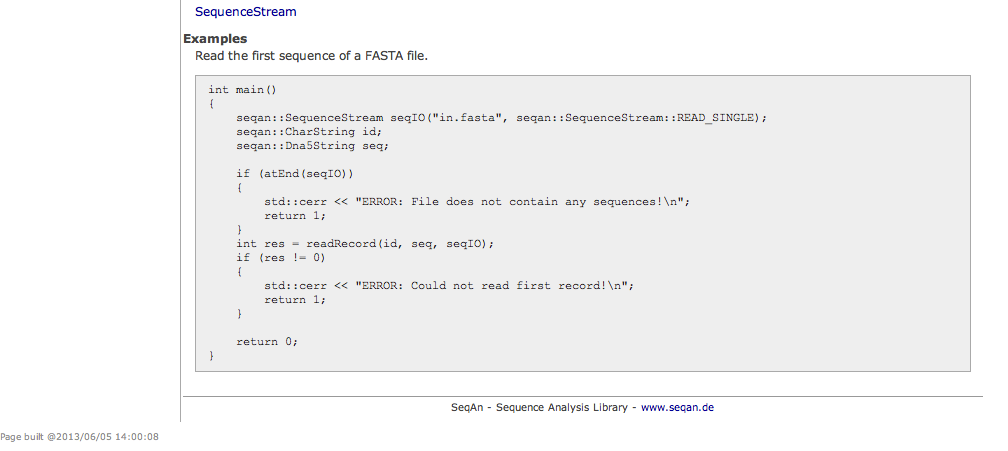 SequenceStream
Examples
Read the first sequence of a FASTA file.
int main()
{
    seqan::SequenceStream seqIO("in.fasta", seqan::SequenceStream::READ_SINGLE);
    seqan::CharString id;
    seqan::Dna5String seq;

    if (atEnd(seqIO))
    {
        std::cerr << "ERROR: File does not contain any sequences!\n";
        return 1;
    }
    int res = readRecord(id, seq, seqIO);
    if (res != 0)
    {
        std::cerr << "ERROR: Could not read first record!\n";
        return 1;
    }

    return 0;
}
SeqAn - Sequence Analysis Library - www.seqan.de
Page built @2013/06/05 14:00:08